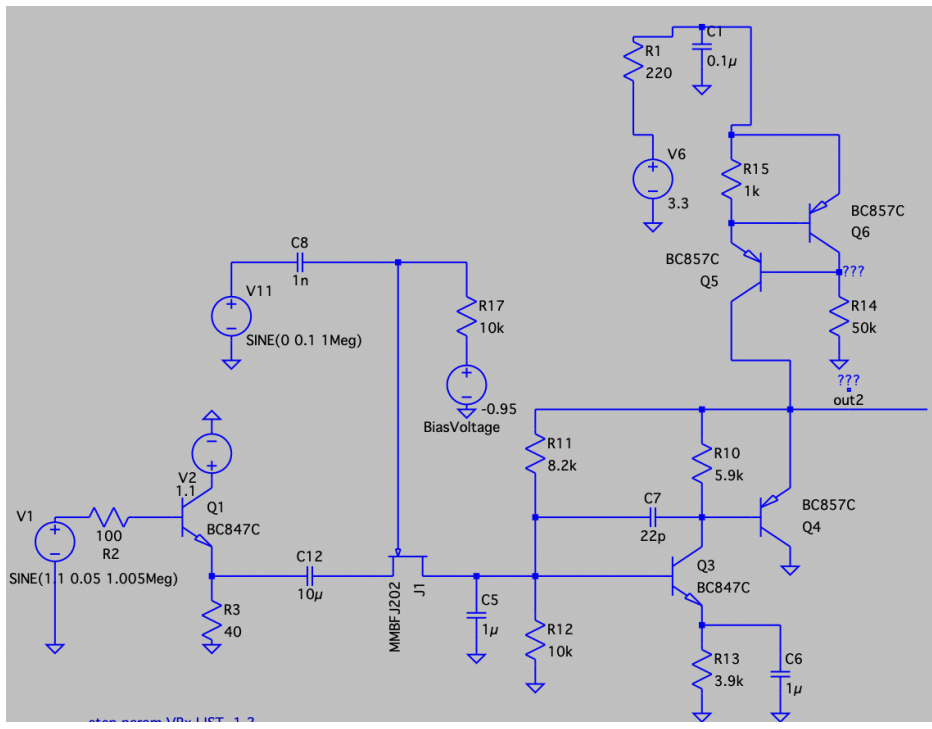 C1
R1
0.1µ
220
V6
3.3
R15
1k
BC857C
Q6
BC857C
Q5
???
R14
50k
C8
1n
V11
SINE(0 0.1 1Meg)
R17
10k
-0.95
BiasVoltage
???
out2
V2
1.1
Q1
BC847C
V1
100
R2
SINE(1.1 0.05 1.005Meg)
R3
40
C12
10µ
MMBFJ202
J1
C5
1µ
R11
8.2k
R10
5.9k
C7
22p
BC857C
Q4
Q3
BC847C
R12
10k
R13
3.9k
C6
1µ